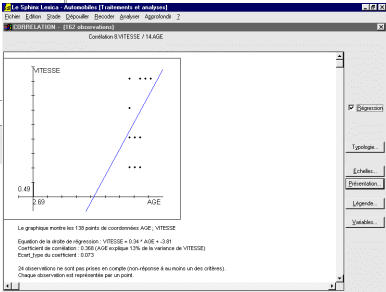 Le Sphinx Lexica - Automobiles [Traitements et analyses]
Fichier Edition Stade Dépouiller Recoder Analyser Approfondir ?
CORRELATION - [162 observations]
Corrélation 8.VITESSE / 14.AGE
VITESSE
0.49
2.69
AGE
Régression
Typologie...
Echelles...
Présentation...
Légende...
Variables...
Le graphique montre les 138 points de coordonnées AGE ; VITESSE
Equation de la droite de régression : VITESSE = 0.34 * AGE + -3.81
Coefficient de corrélation : 0.368 (AGE explique 13% de la variance de VITESSE)
Ecart_type du coefficient : 0.073
24 observations ne sont pas prises en compte (non-réponse à au moins un des critères).
Chaque observation est représentée par un point.